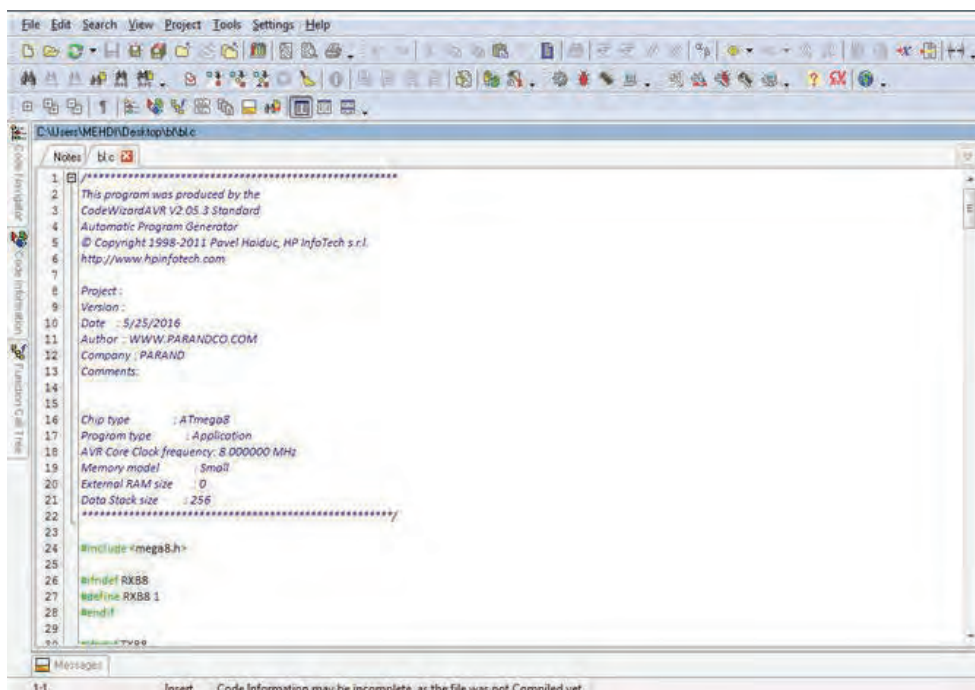 File Edit Search View Project Tools Settings Help
C:\Users\MEHDI\Desktop\bl\bl.c
Notes bl.c
Code Navigator
Code Information
Function Call Tree
1 /******************************************************
2 This program was produced by the
3 CodeWizardAVR V2.05.3 Standard
4 Automatic Program Generator
5 © Copyright 1998-2011 Pavel Haiduc, HP InfoTech s.r.l.
6 http://www.hpinfotech.com
7
8 Project :
9 Version :
10 Date : 5/25/2016
11 Author : WWW.PARANDCO.COM
12 Company : PARAND
13 Comments:
14
15
16 Chip type : ATmega8
17 Program type : Application
18 AVR Core Clock frequency: 8.000000 MHz
19 Memory model : Small
20 External RAM size : 0
21 Data Stack size : 256
22 ******************************************************/
23
24 #include <mega8.h>
25
26 #ifndef RXB8
27 #define RXB8 1
28 #endif
29
Messages
1:1 Insert Code Information may be incomplete, as the file was not Compiled yet